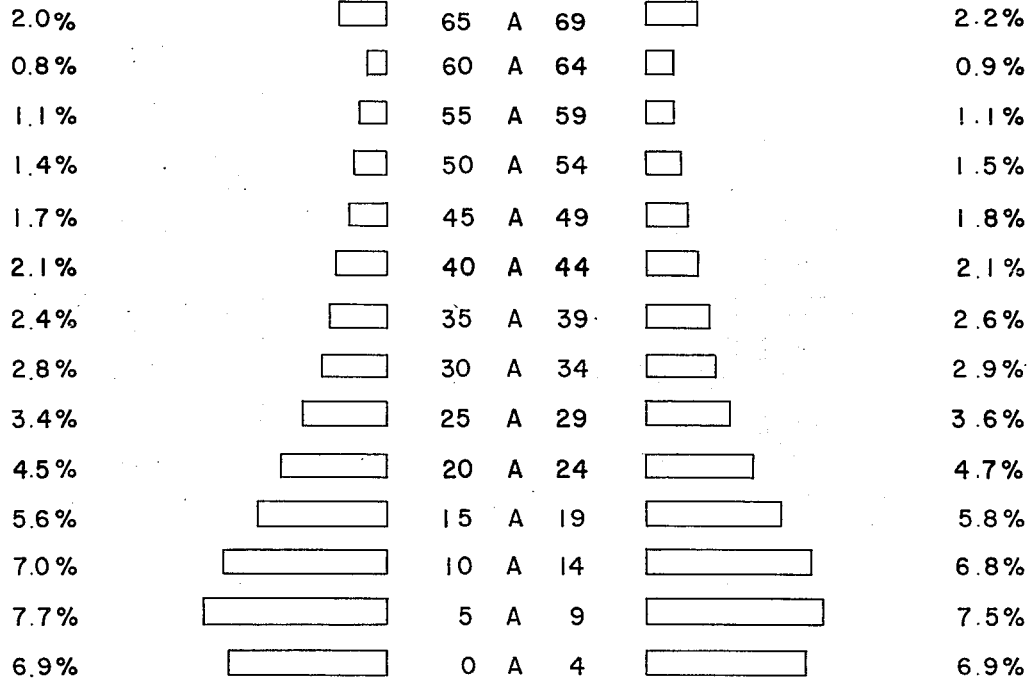 2.0% 65 A 69 2.2%
0.8% 60 A 64 0.9%
1.1% 55 A 59 1.1%
1.4% 50 A 54 1.5%
1.7% 45 A 49 1.8%
2.1% 40 A 44 2.1%
2.4% 35 A 39 2.6%
2.8% 30 A 34 2.9%
3.4% 25 A 29 3.6%
4.5% 20 A 24 4.7%
5.6% 15 A 19 5.8%
7.0% 10 A 14 6.8%
7.7% 5 A 9 7.5%
6.9% 0 A 4 6.9%